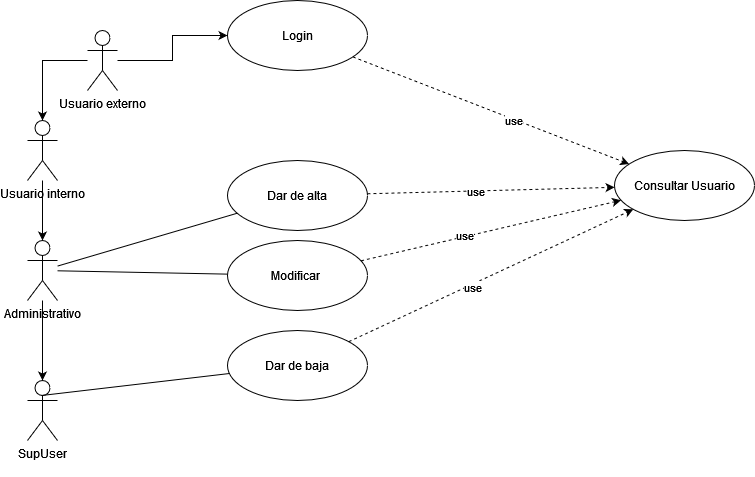 Login
Usuario externo
use
Usuario interno
Dar de alta
use
Consultar Usuario
use
Modificar
use
Administrativo
Dar de baja
SupUser